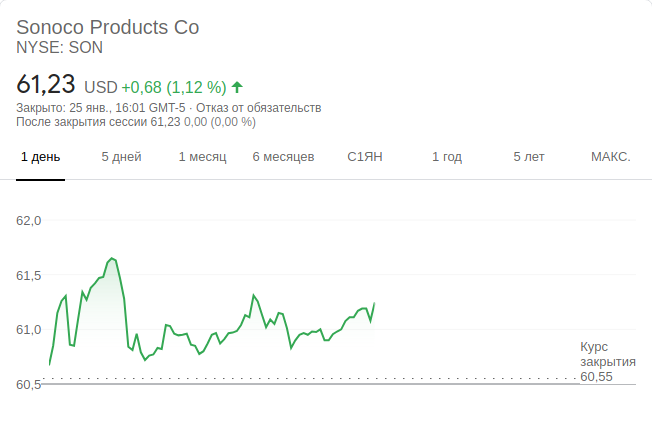 Sonoco Products Co
NYSE: SON
61,23 USD +0,68 (1,12 %)
Закрыто: 25 янв., 16:01 GMT-5 · Отказ от обязательств
После закрытия сессии 61,23 0,00 (0,00 %)
1 день 5 дней 1 месяц 6 месяцев С1ЯН 1 год 5 лет МАКС.
62,0
61,5
61,0
Курс
закрытия
60,55
60,5